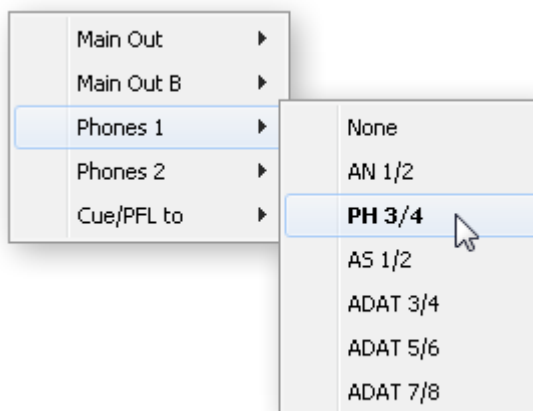 Main Out
Main Out B
Phones 1
Phones 2
Cue/PFL to
None
AN 1/2
PH 3/4
AS 1/2
ADAT 3/4
ADAT 5/6
ADAT 7/8